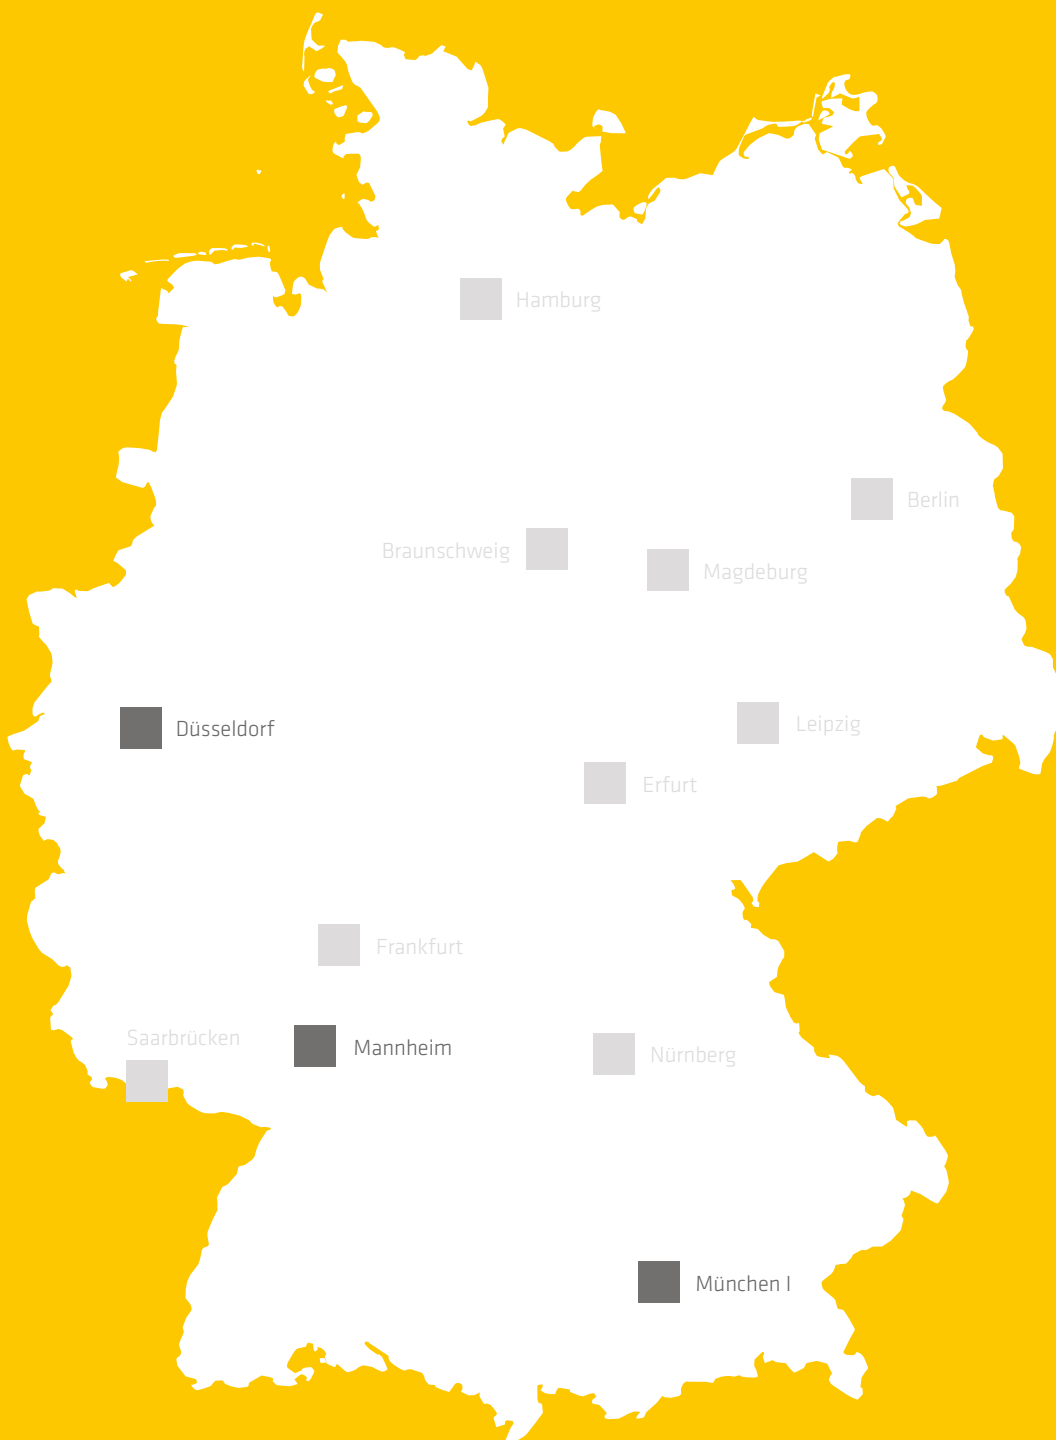 Hamburg
Berlin
Braunschweig
Magdeburg
Düsseldorf
Leipzig
Erfurt
Frankfurt
Saarbrücken
Mannheim
Nürnberg
München I